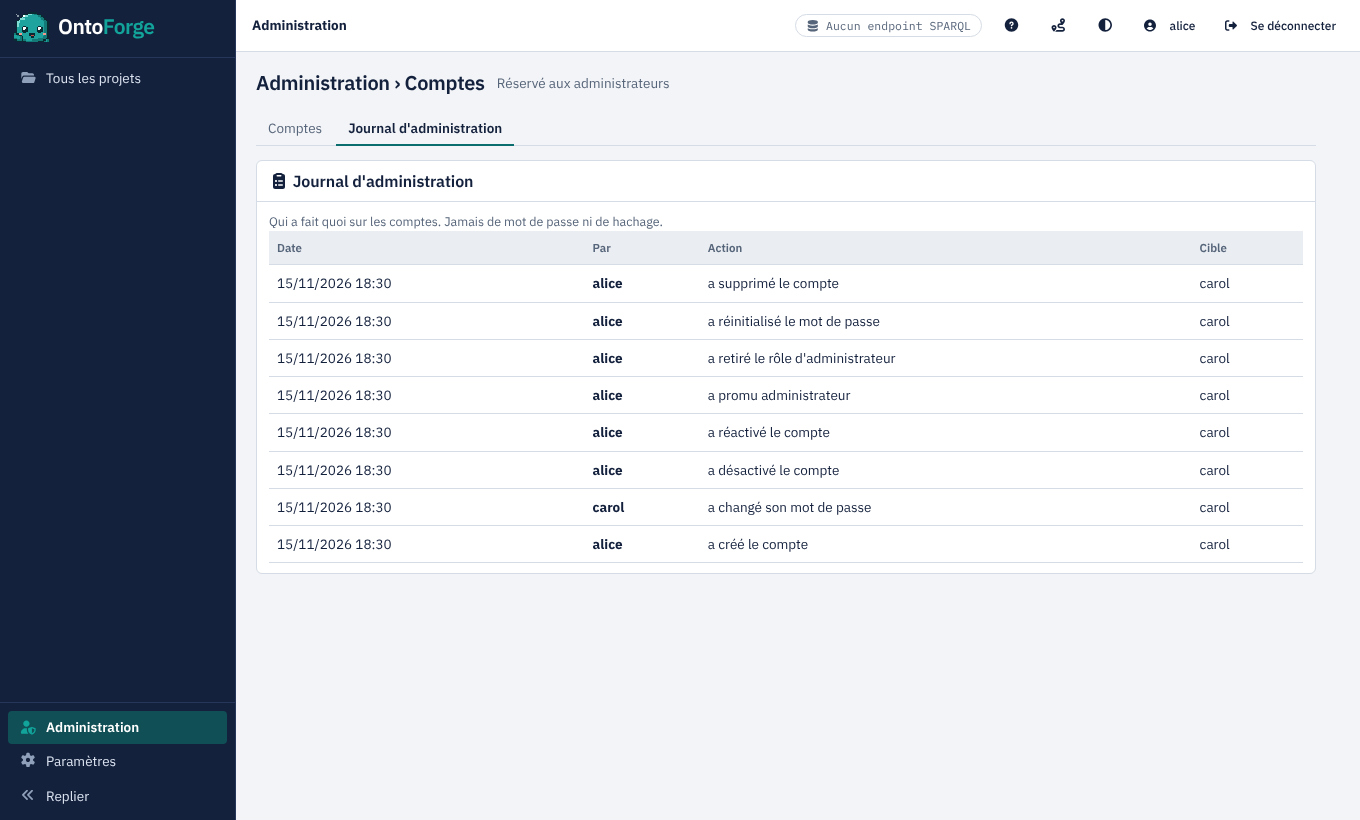 OntoForge
Tous les projets
Administration
Paramètres
Replier
Administration
Aucun endpoint SPARQL
alice
Se déconnecter
Administration › Comptes Réservé aux administrateurs
Comptes Journal d'administration
Journal d'administration
Qui a fait quoi sur les comptes. Jamais de mot de passe ni de hachage.
Date Par Action Cible
15/11/2026 18:30 alice a supprimé le compte carol
15/11/2026 18:30 alice a réinitialisé le mot de passe carol
15/11/2026 18:30 alice a retiré le rôle d'administrateur carol
15/11/2026 18:30 alice a promu administrateur carol
15/11/2026 18:30 alice a réactivé le compte carol
15/11/2026 18:30 alice a désactivé le compte carol
15/11/2026 18:30 carol a changé son mot de passe carol
15/11/2026 18:30 alice a créé le compte carol